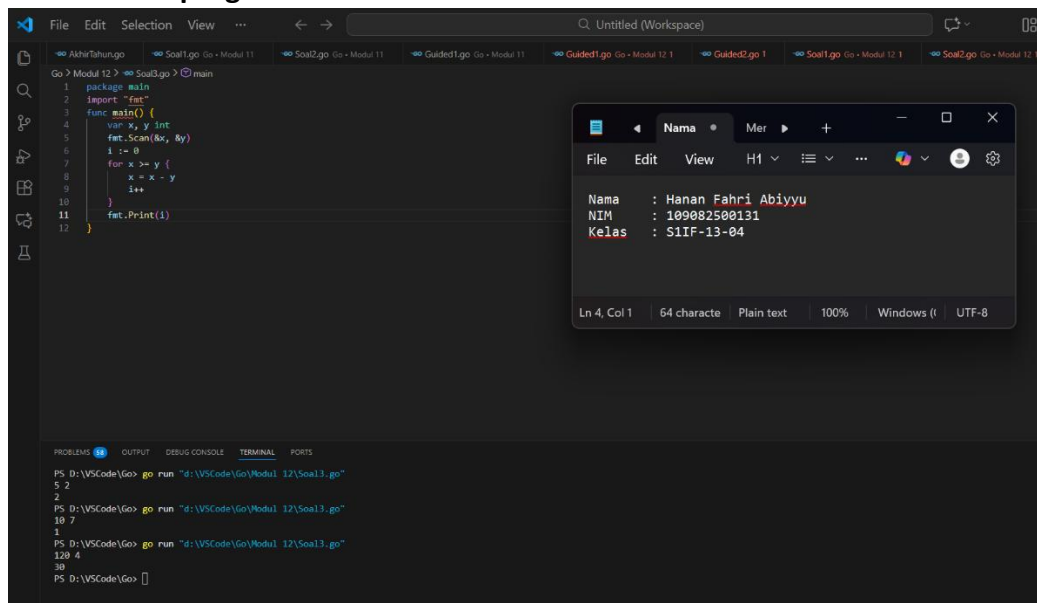 File Edit Selection View ... Untitled (Workspace)
AkhirTahun.go Soal1.go Go • Modul 11 Soal2.go Go • Modul 11 Guided1.go Go • Modul 11 Guided1.go Go • Modul 12 1 Guided2.go 1 Soal1.go Go • Modul 12 1 Soal2.go Go • Modul 12 1
Go > Modul 12 > Soal3.go > main
1 package main
2 import "fmt"
3 func main() {
4 var x, y int
5 fmt.Scan(&x, &y)
6 i := 0
7 for x >= y {
8 x = x - y
9 i++
10 }
11 fmt.Print(i)
12 }
Nama Mer +
File Edit View H1 ...
Nama : Hanan Fahri Abiyyu
NIM : 109082500131
Kelas : S1IF-13-04
Ln 4, Col 1 64 characte Plain text 100% Windows (( UTF-8
PROBLEMS 58 OUTPUT DEBUG CONSOLE TERMINAL PORTS
PS D:\VSCode\Go> go run "d:\VSCode\Go\Modul 12\Soal3.go"
5 2
2
PS D:\VSCode\Go> go run "d:\VSCode\Go\Modul 12\Soal3.go"
10 7
1
PS D:\VSCode\Go> go run "d:\VSCode\Go\Modul 12\Soal3.go"
120 4
30
PS D:\VSCode\Go>